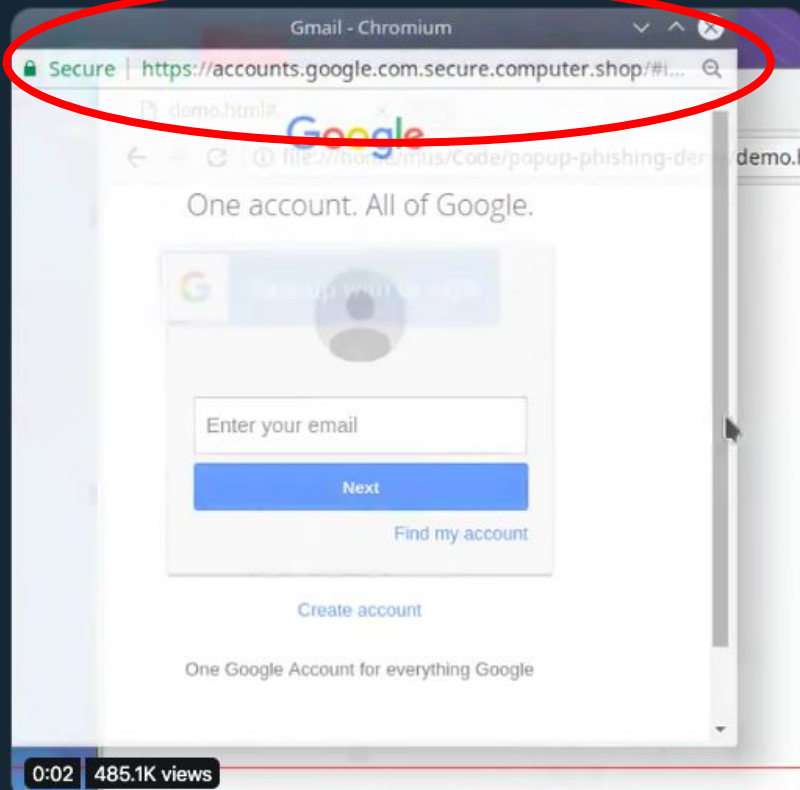 Gmail - Chromium
Secure | https://accounts.google.com.secure.computer.shop/#i...
demo.html
Google
file:///home/mus/Code/popup-phishing-de demo.h
One account. All of Google.
G
Enter your email
Next
Find my account
Create account
One Google Account for everything Google
0:02 485.1K views